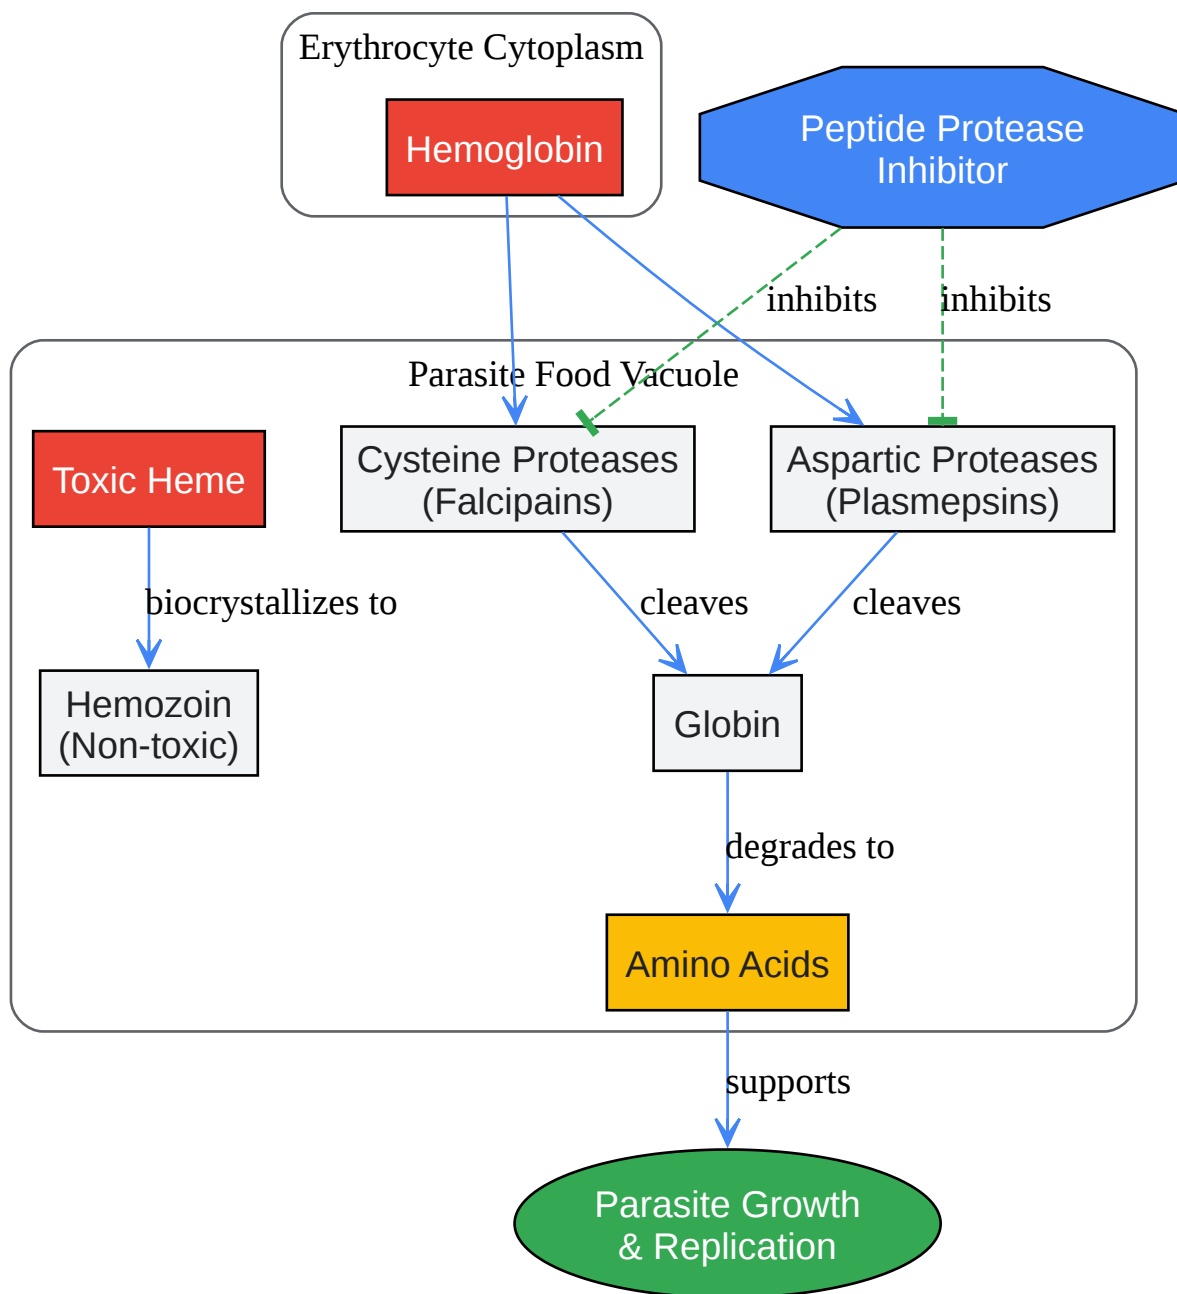 Erythrocyte Cytoplasm
Hemoglobin
Peptide Protease
Inhibitor
inhibits
inhibits
Parasite Food Vacuole
Toxic Heme
Cysteine Proteases
(Falcipains)
Aspartic Proteases
(Plasmepsins)
biocrystallizes to
cleaves
cleaves
Hemozoin
(Non-toxic)
Globin
degrades to
Amino Acids
supports
Parasite Growth
& Replication